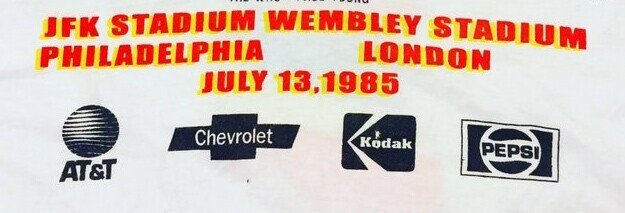 JFK STADIUM WEMBLEY STADIUM
PHILADELPHIA LONDON
JULY 13,1985
AT&T Chevrolet Kodak PEPSI